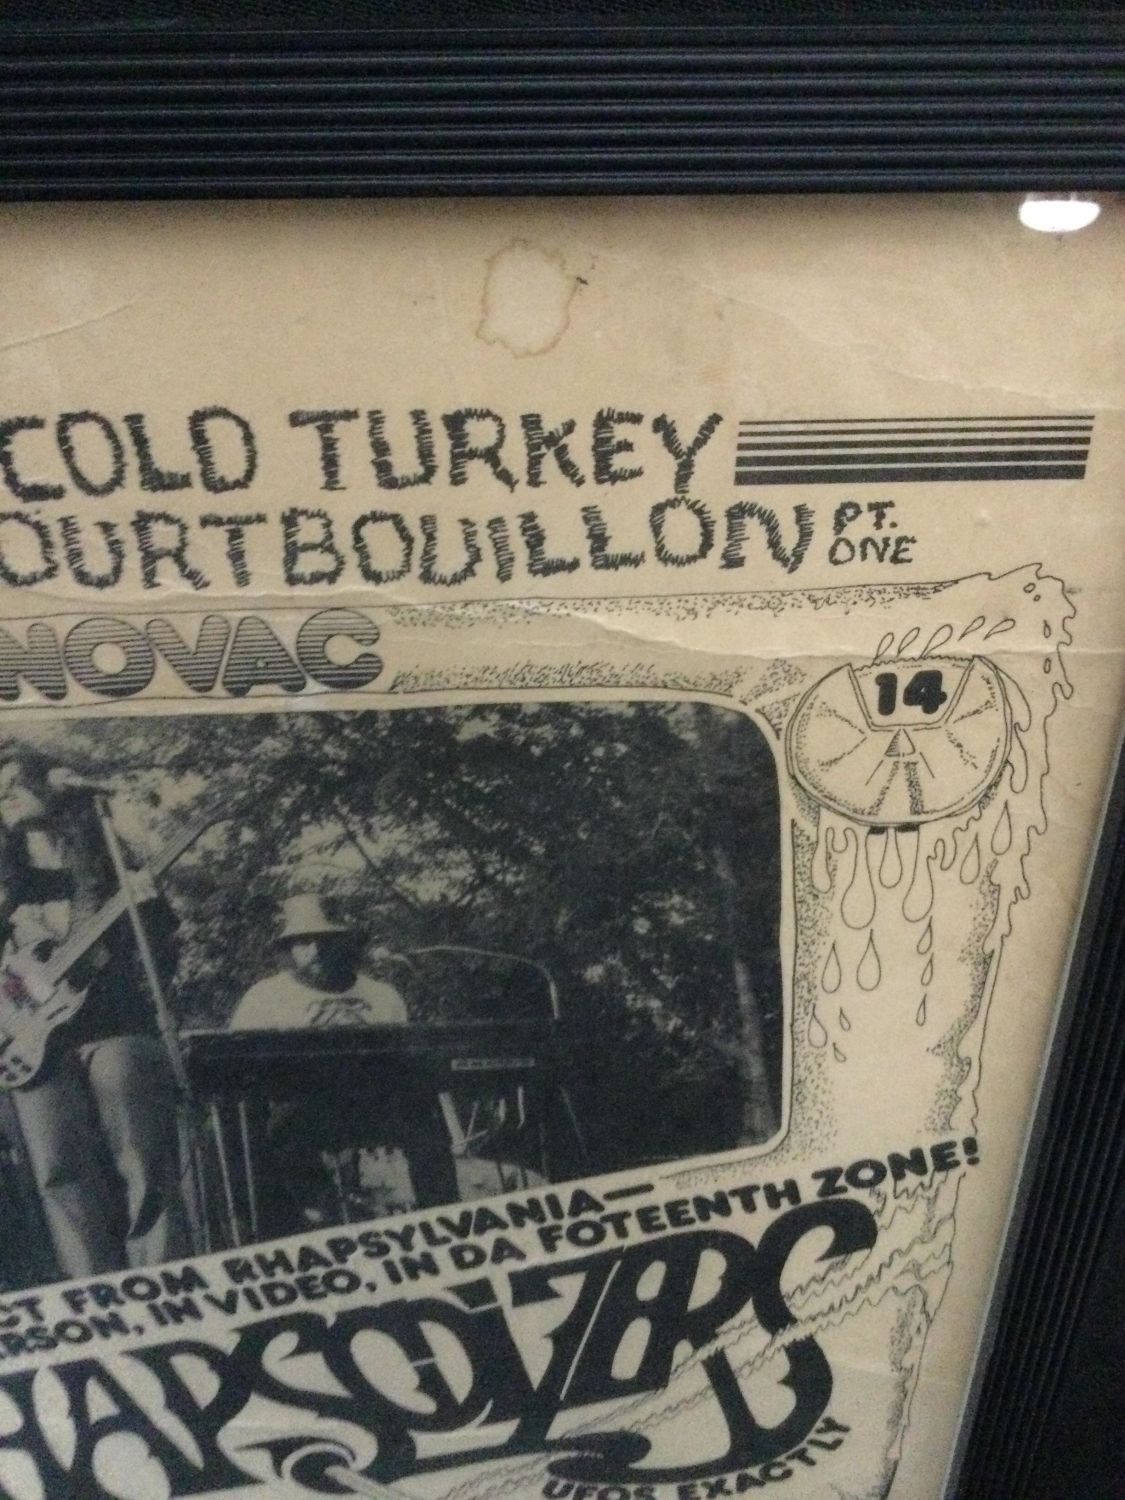 COLD TURKEY
OURTBOUILLON PT. ONE
NOVAC
14
CT FROM RHAPSYLVANIA—
RSON, IN VIDEO, IN DA FOTEENTH ZONE!
UFOS EXACTLY